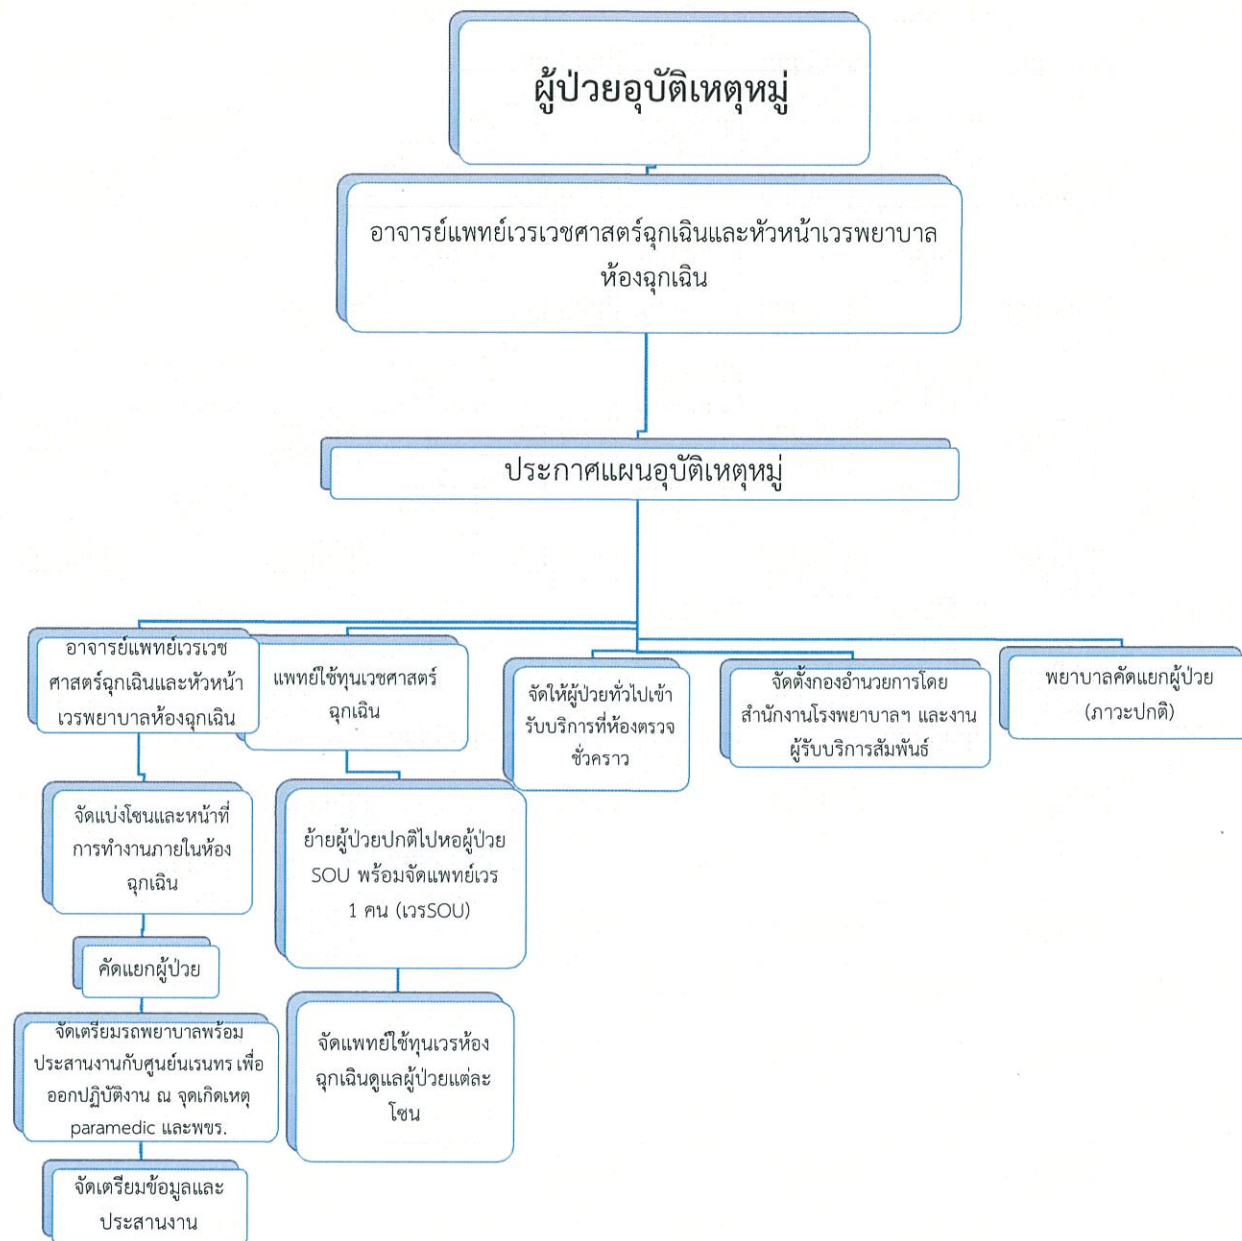 ผู้ป่วยอุบัติเหตุหมู่
อาจารย์แพทย์เวรเวชศาสตร์ฉุกเฉินและหัวหน้าเวรพยาบาล
ห้องฉุกเฉิน
ประกาศแผนอุบัติเหตุหมู่
อาจารย์แพทย์เวรเวช
ศาสตร์ฉุกเฉินและหัวหน้า
เวรพยาบาลห้องฉุกเฉิน
จัดแบ่งโซนและหน้าที่
การทำงานภายในห้อง
ฉุกเฉิน
คัดแยกผู้ป่วย
จัดเตรียมรถพยาบาลพร้อม
ประสานงานกับศูนย์นเรนทร เพื่อ
ออกปฏิบัติงาน ณ จุดเกิดเหตุ
paramedic และพขร.
จัดเตรียมข้อมูลและ
ประสานงาน
แพทย์ใช้ทุนเวชศาสตร์
ฉุกเฉิน
ย้ายผู้ป่วยปกติไปหอผู้ป่วย
SOU พร้อมจัดแพทย์เวร
1 คน (เวรSOU)
จัดแพทย์ใช้ทุนเวรห้อง
ฉุกเฉินดูแลผู้ป่วยแต่ละ
โซน
จัดให้ผู้ป่วยทั่วไปเข้า
รับบริการที่ห้องตรวจ
ชั่วคราว
จัดตั้งกองอำนวยการโดย
สำนักงานโรงพยาบาลฯ และงาน
ผู้รับบริการสัมพันธ์
พยาบาลคัดแยกผู้ป่วย
(ภาวะปกติ)